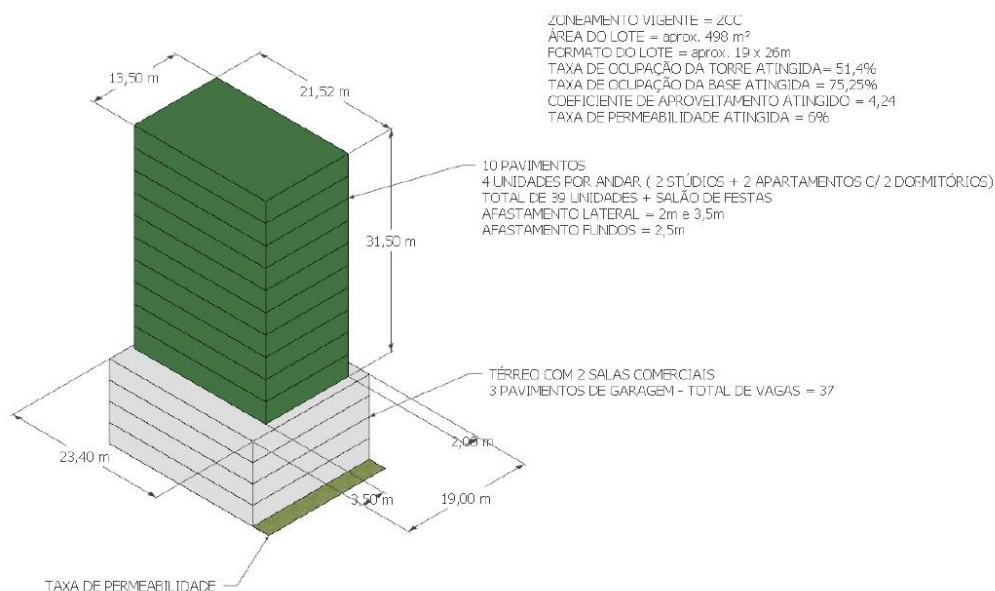 ZONEAMENTO VIGENTE = ZCC
ÁREA DO LOTE = aprox. 498 m²
FORMATO DO LOTE = aprox. 19 x 26m
TAXA DE OCUPAÇÃO DA TORRE ATINGIDA= 51,4%
TAXA DE OCUPAÇÃO DA BASE ATINGIDA = 75,25%
COEFICIENTE DE APROVEITAMENTO ATINGIDO = 4,24
TAXA DE PERMEABILIDADE ATINGIDA = 6%
13,50 m
21,52 m
10 PAVIMENTOS
4 UNIDADES POR ANDAR ( 2 STÚDIOS + 2 APARTAMENTOS C/ 2 DORMITÓRIOS)
TOTAL DE 39 UNIDADES + SALÃO DE FESTAS
AFASTAMENTO LATERAL = 2m e 3,5m
AFASTAMENTO FUNDOS = 2,5m
31,50 m
TÉRREO COM 2 SALAS COMERCIAIS
3 PAVIMENTOS DE GARAGEM - TOTAL DE VAGAS = 37
23,40 m
2,00 m
3,50 m
19,00 m
TAXA DE PERMEABILIDADE